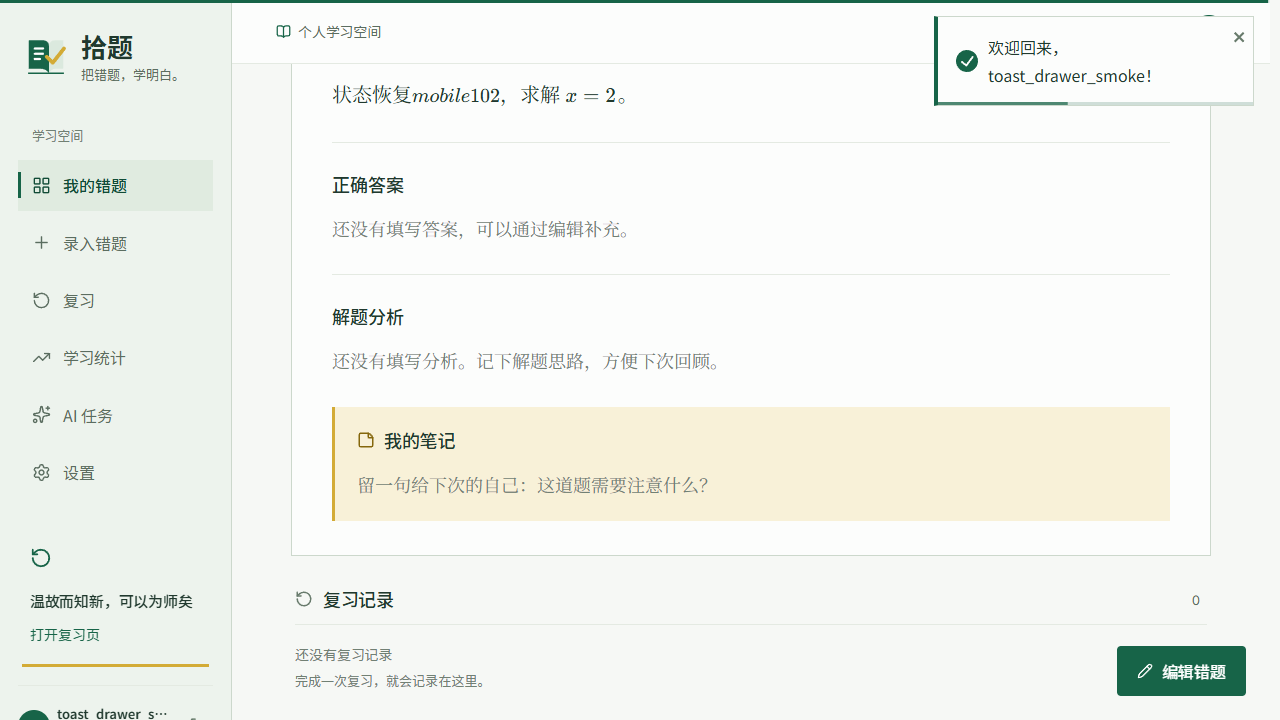 拾题
把错题，学明白。
学习空间
我的错题
录入错题
复习
学习统计
AI 任务
设置
温故而知新，可以为师矣
打开复习页
toast_drawer_s…
个人学习空间
状态恢复mobile102，求解 x = 2。
正确答案
还没有填写答案，可以通过编辑补充。
解题分析
还没有填写分析。记下解题思路，方便下次回顾。
我的笔记
留一句给下次的自己：这道题需要注意什么？
复习记录
0
还没有复习记录
完成一次复习，就会记录在这里。
编辑错题
欢迎回来，
toast_drawer_smoke！